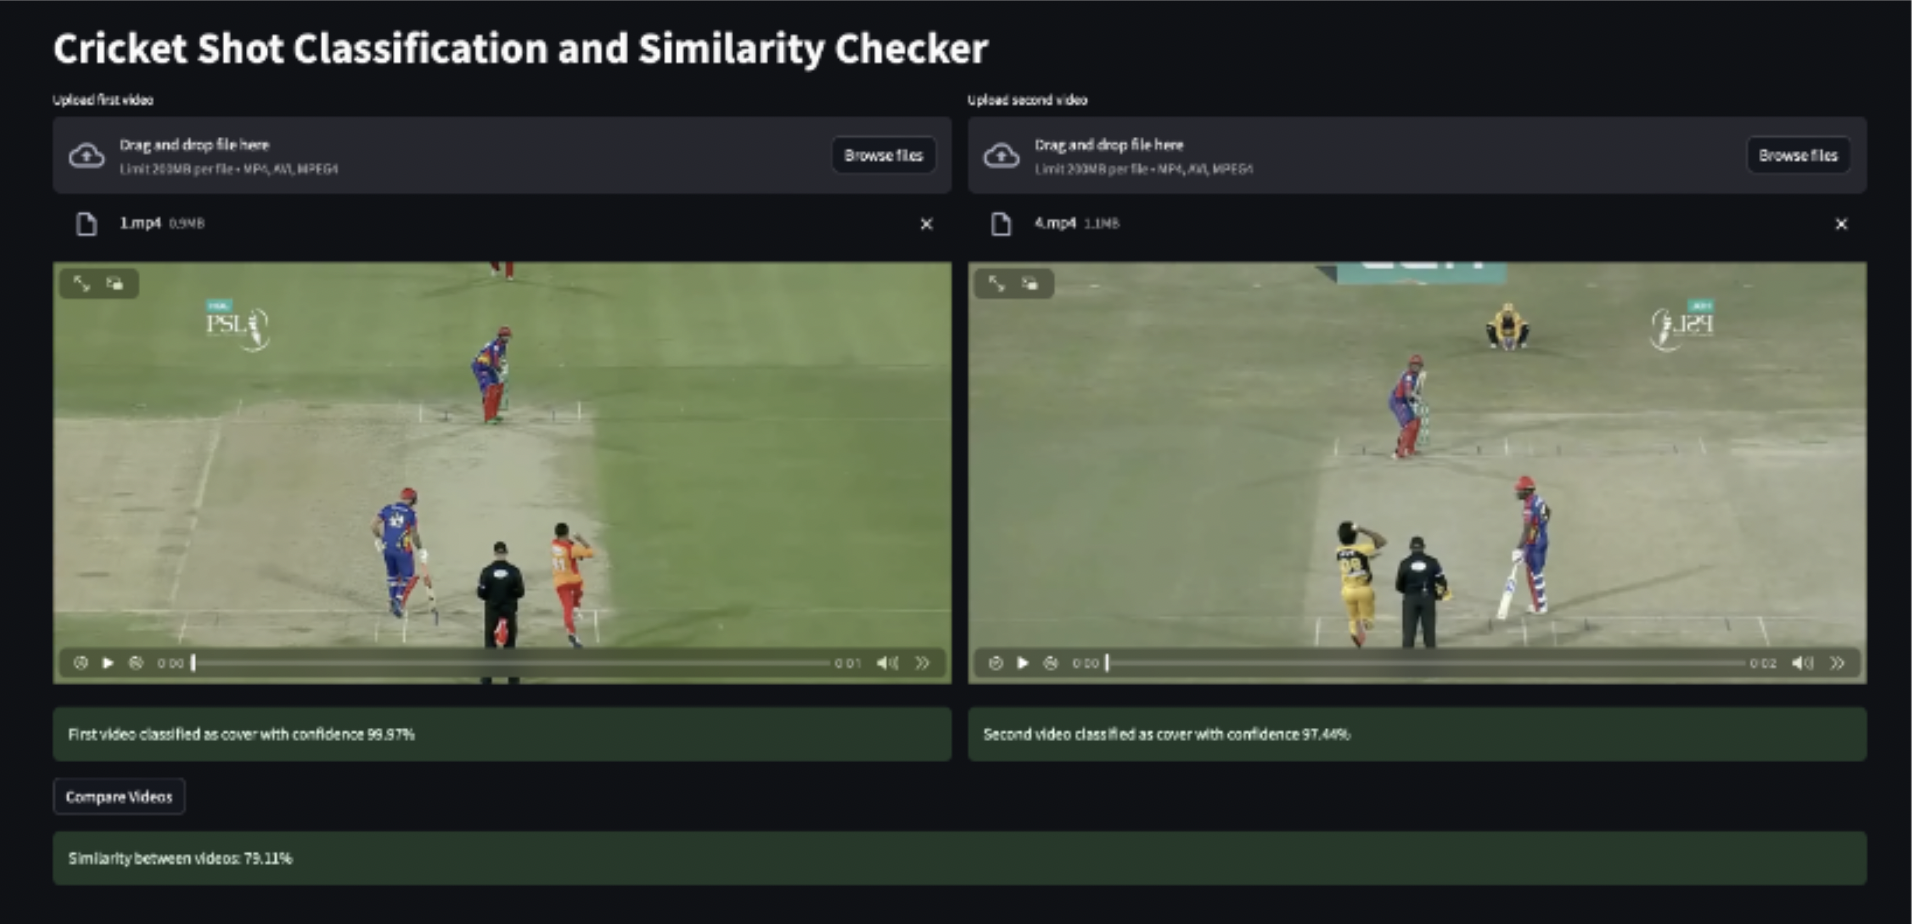 Cricket Shot Classification and Similarity Checker
Upload first video
Drag and drop file here
Limit 200MB per file • MP4, AVI, MPEG4
Browse files
1.mp4 0.9MB
PSL
0:00
0:01
First video classified as cover with confidence 99.97%
Upload second video
Drag and drop file here
Limit 200MB per file • MP4, AVI, MPEG4
Browse files
4.mp4 1.1MB
PSL
0:00
0:02
Second video classified as cover with confidence 97.44%
Compare Videos
Similarity between videos: 79.11%